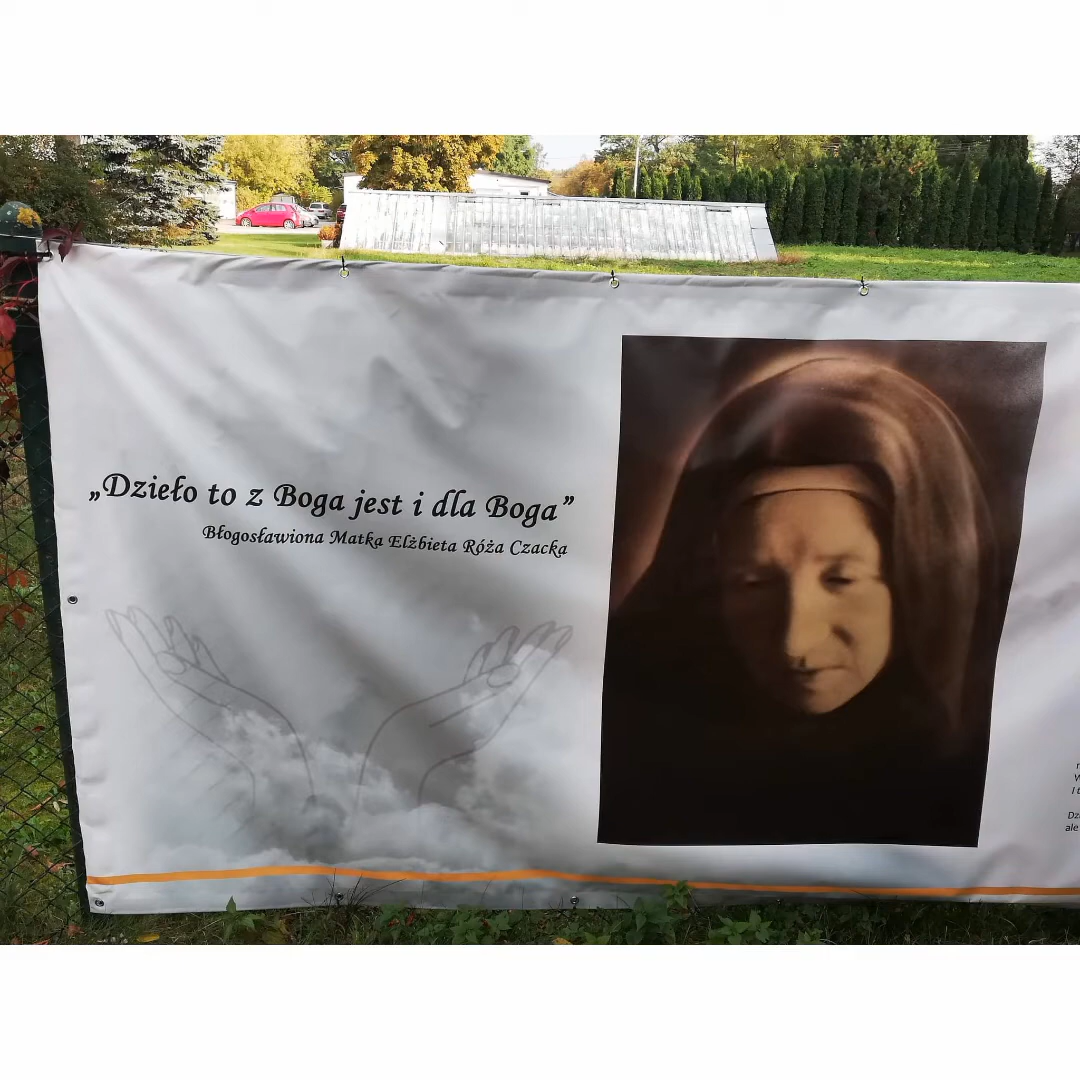 „Dzieło to z Boga jest i dla Boga”
Błogosławiona Matka Elżbieta Róża Czacka